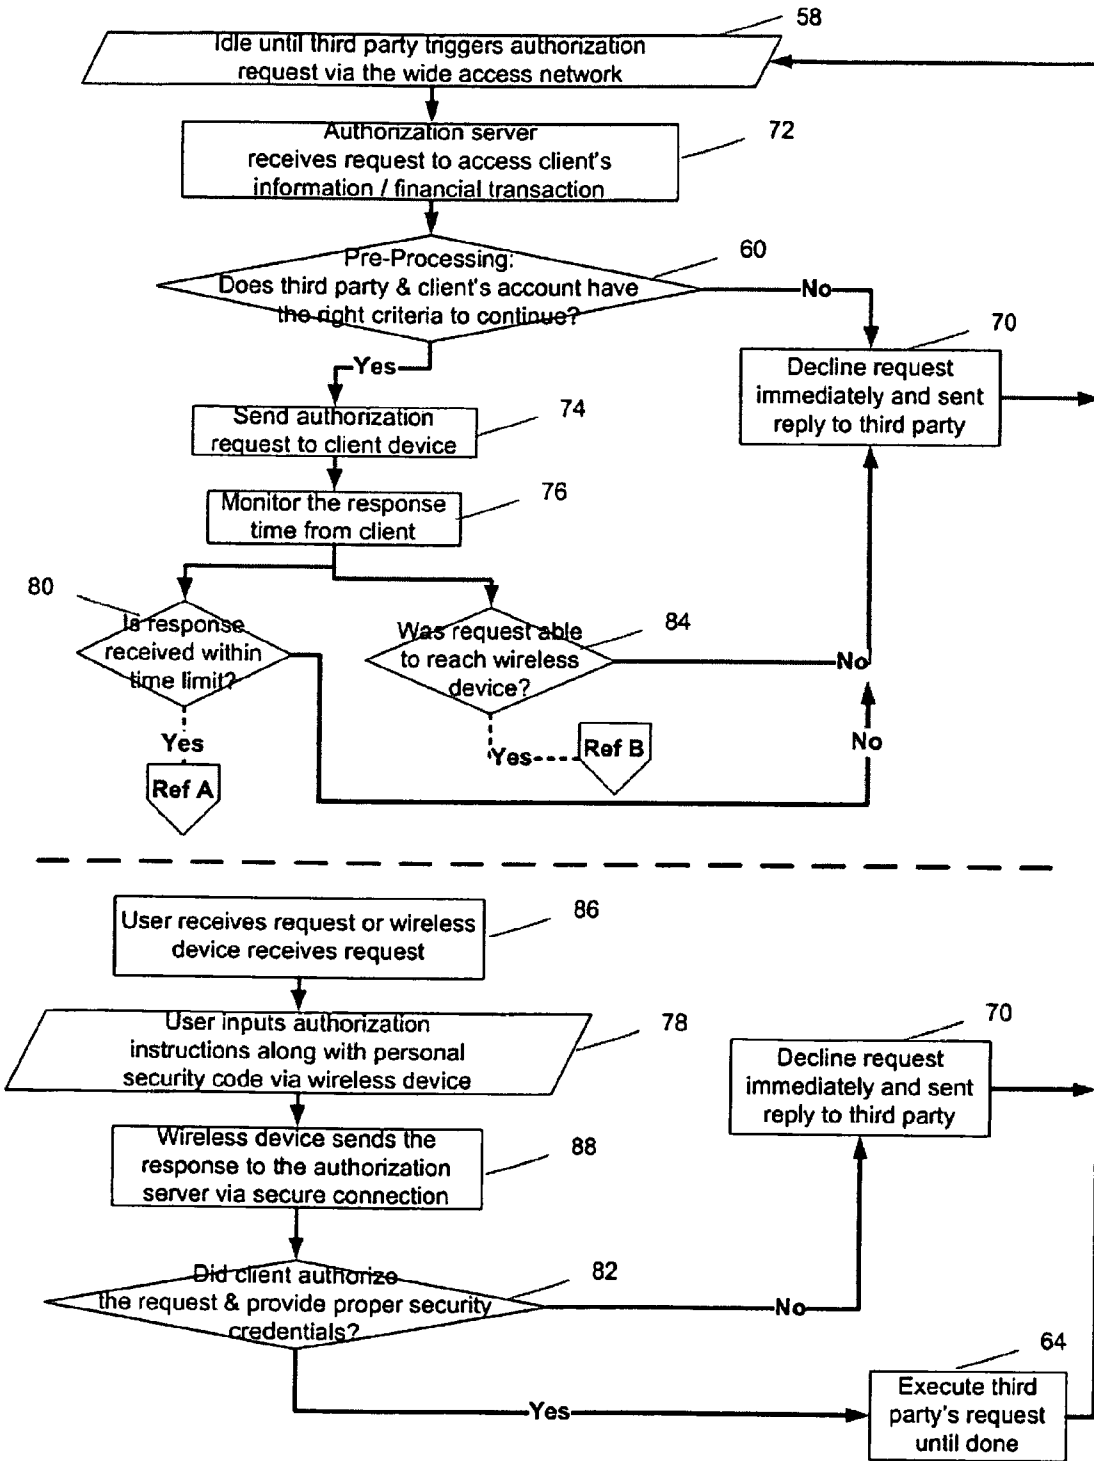 58
Idle until third party triggers authorization
request via the wide access network
Authorization server
receives request to access client's
information / financial transaction
72
Pre-Processing:
Does third party & client's account have
the right criteria to continue?
60
No
Yes
70
Decline request
immediately and sent
reply to third party
Send authorization
request to client device
74
Monitor the response
time from client
76
80
Is response
received within
time limit?
Was request able
to reach wireless
device?
84
No
Yes
Ref A
Yes
Ref B
No
User receives request or wireless
device receives request
86
User inputs authorization
instructions along with personal
security code via wireless device
78
70
Decline request
immediately and sent
reply to third party
Wireless device sends the
response to the authorization
server via secure connection
88
Did client authorize
the request & provide proper security
credentials?
82
No
64
Yes
Execute third
party's request
until done